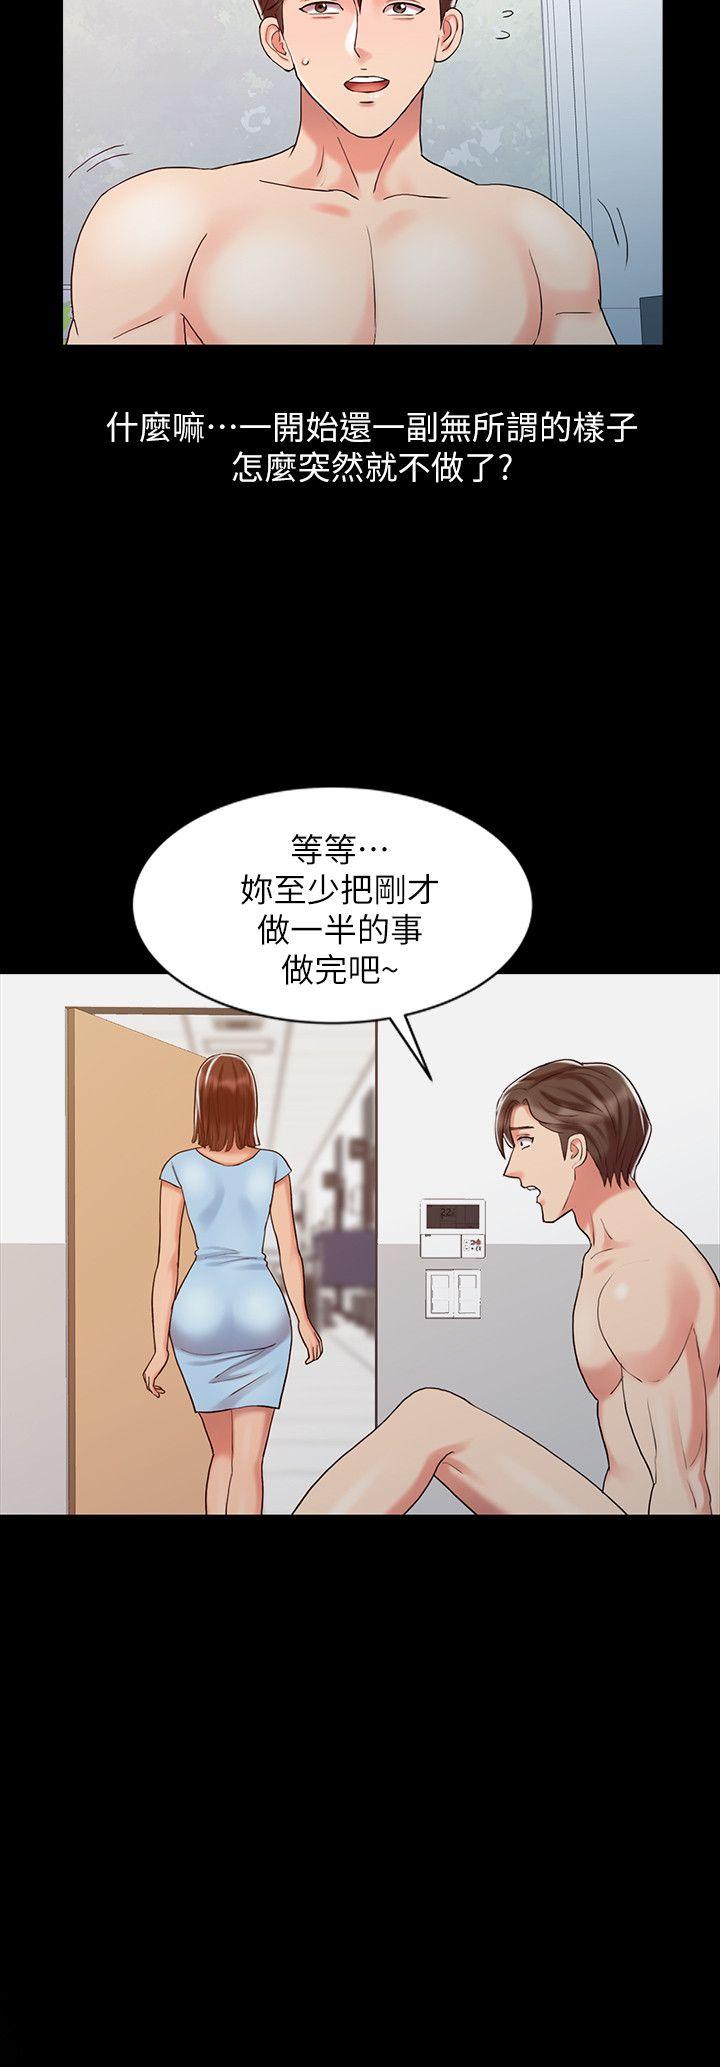 什麼嘛⋯一開始還一副無所謂的樣子
怎麼突然就不做了?
等等⋯
妳至少把剛才
做一半的事
做完吧~
22